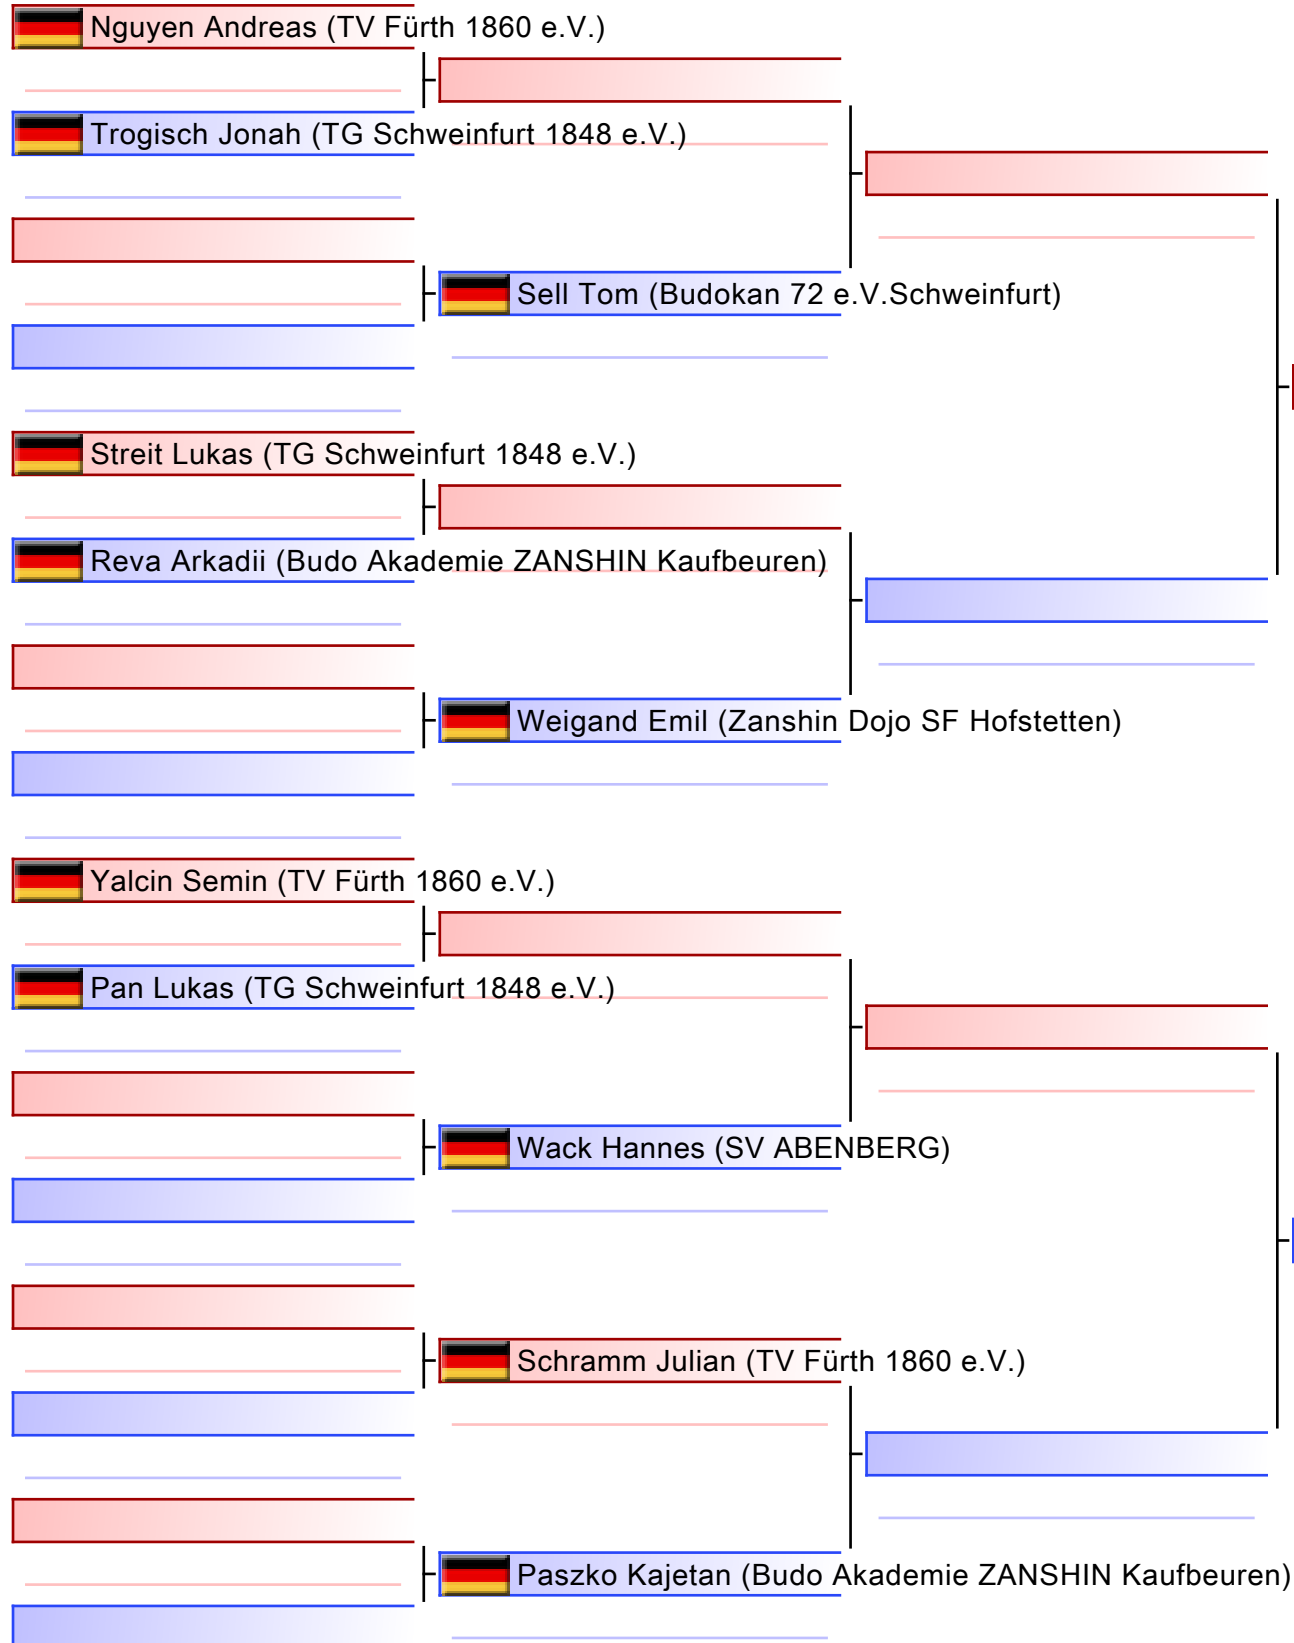 Nguyen Andreas (TV Fürth 1860 e.V.)
Trogisch Jonah (TG Schweinfurt 1848 e.V.)
Sell Tom (Budokan 72 e.V.Schweinfurt)
Streit Lukas (TG Schweinfurt 1848 e.V.)
Reva Arkadii (Budo Akademie ZANSHIN Kaufbeuren)
Weigand Emil (Zanshin Dojo SF Hofstetten)
Yalcin Semin (TV Fürth 1860 e.V.)
Pan Lukas (TG Schweinfurt 1848 e.V.)
Wack Hannes (SV ABENBERG)
Schramm Julian (TV Fürth 1860 e.V.)
Paszko Kajetan (Budo Akademie ZANSHIN Kaufbeuren)